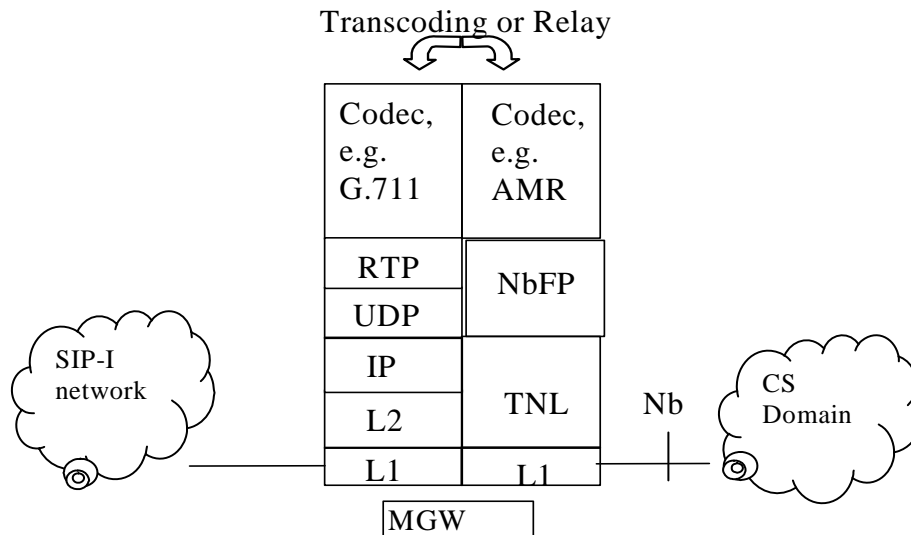 Transcoding or Relay
Codec,
e.g.
G.711
Codec,
e.g.
AMR
RTP
NbFP
UDP
SIP-I
network
IP
TNL
L2
Nb
CS
Domain
L1
L1
MGW